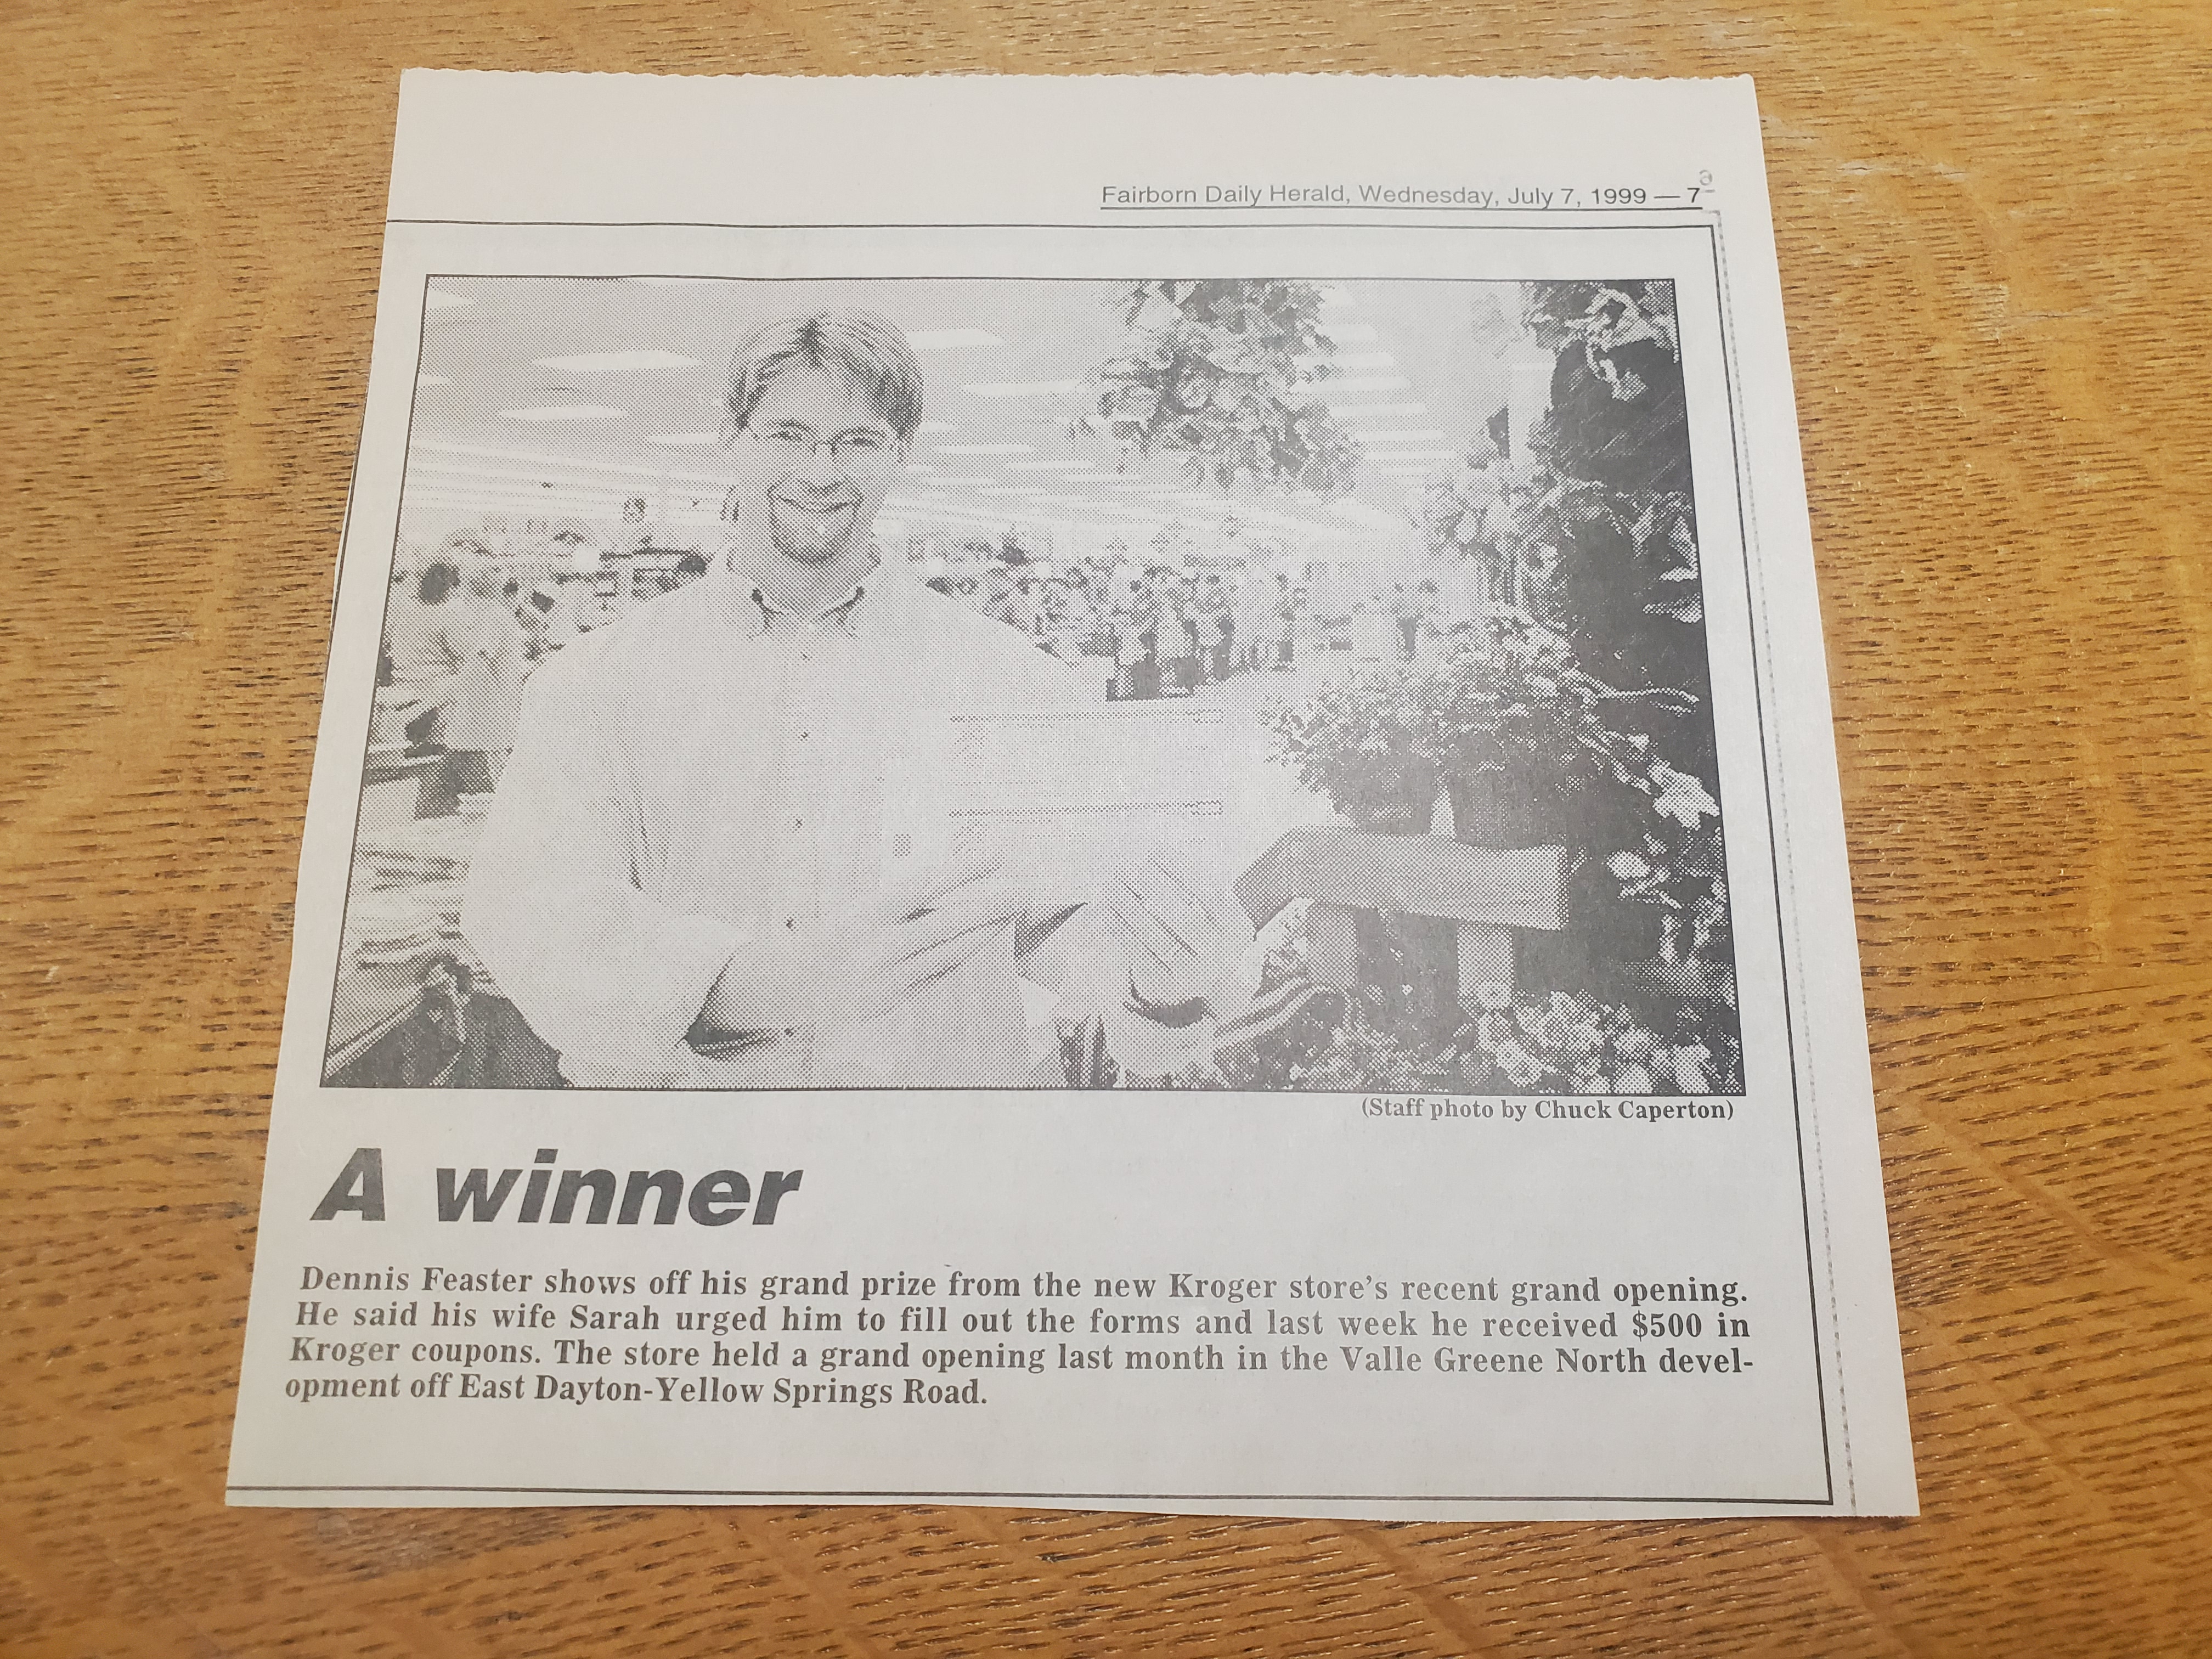 Fairborn Daily Herald, Wednesday, July 7, 1999 — 7
(Staff photo by Chuck Caperton)
A winner
Dennis Feaster shows off his grand prize from the new Kroger store's recent grand opening.
He said his wife Sarah urged him to fill out the forms and last week he received $500 in
Kroger coupons. The store held a grand opening last month in the Valle Greene North devel-
opment off East Dayton-Yellow Springs Road.